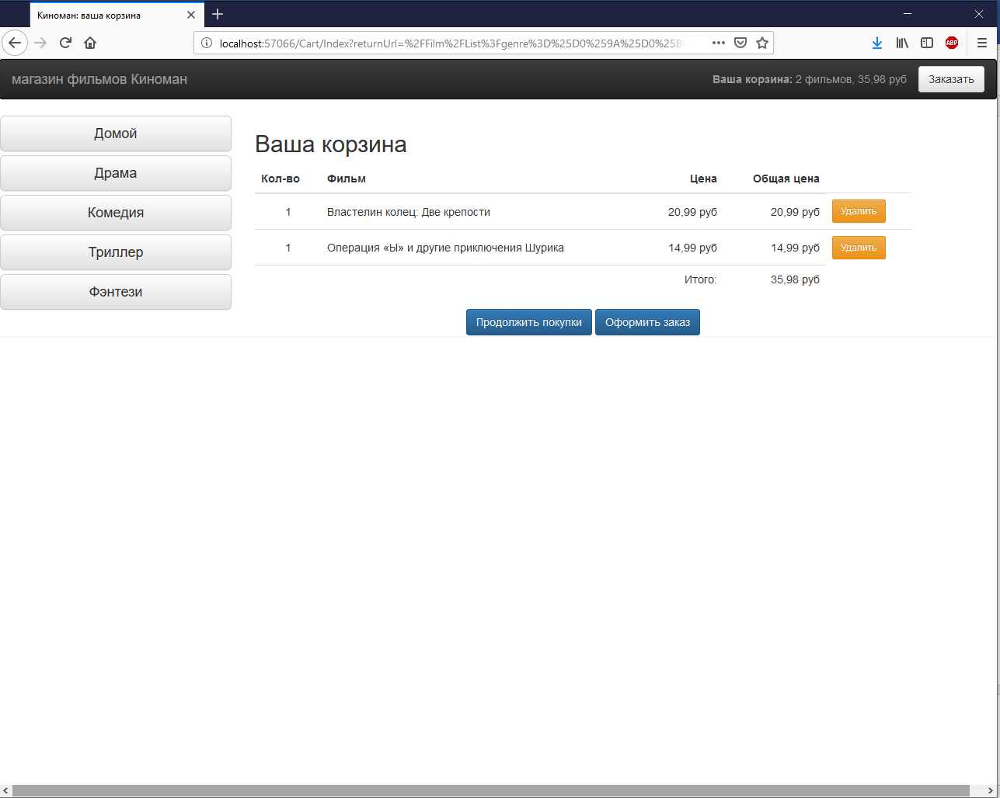 Киноман: ваша корзина
localhost:57066/Cart/Index?returnUrl=%2FFilm%2FList%3Fgenre%3D%25D0%259A%25D0%25B
ABP
магазин фильмов Киноман
Ваша корзина: 2 фильмов, 35,98 руб Заказать
Домой
Драма
Комедия
Триллер
Фэнтези
Ваша корзина
Кол-во Фильм Цена Общая цена
1 Властелин колец: Две крепости 20,99 руб 20,99 руб Удалить
1 Операция «Ы» и другие приключения Шурика 14,99 руб 14,99 руб Удалить
Итого: 35,98 руб
Продолжить покупки Оформить заказ